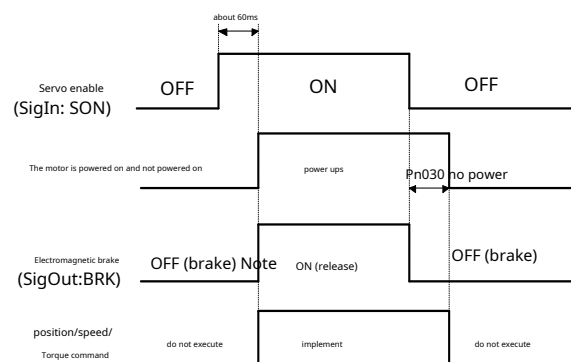 about 60ms
Servo enable
(SigIn: SON)
OFF
ON
OFF
The motor is powered on and not powered on
power ups
Pn030 no power
Electromagnetic brake
(SigOut:BRK)
OFF (brake) Note
ON (release)
OFF (brake)
position/speed/
Torque command
do not execute
implement
do not execute